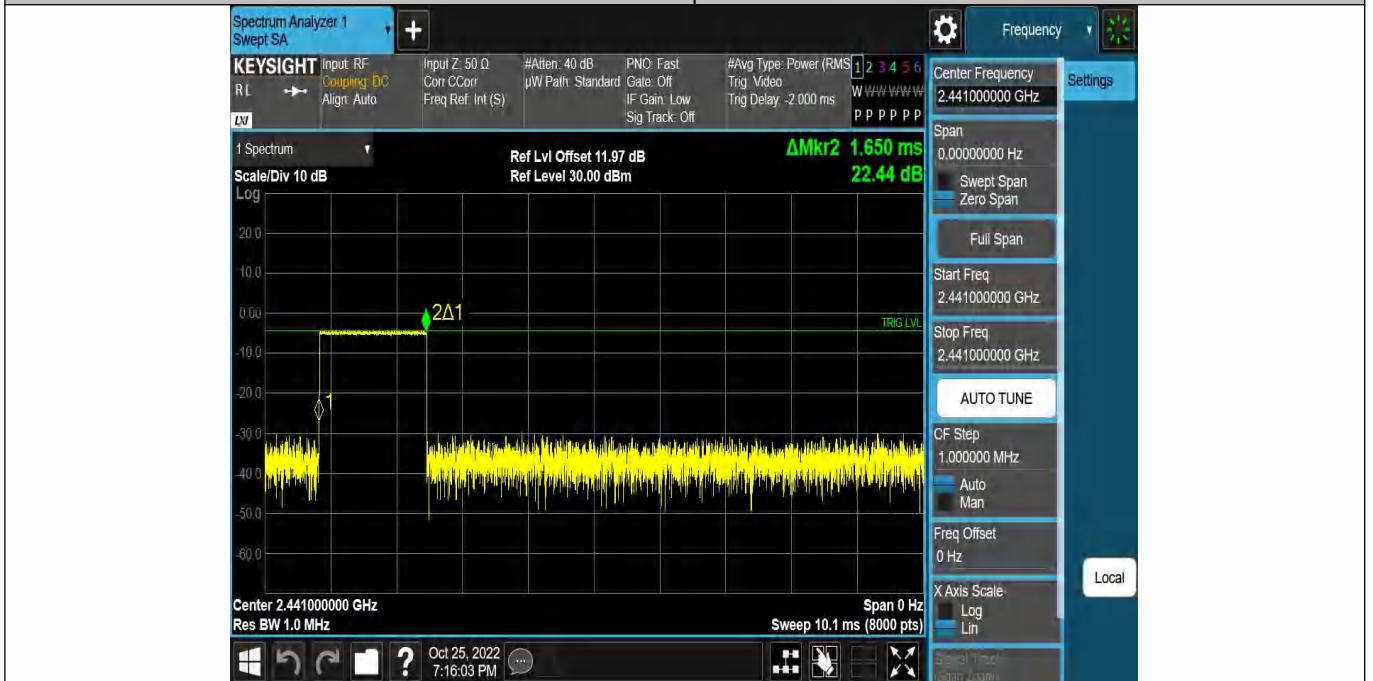 Spectrum Analyzer 1
Swept SA
+
Frequency
KEYSIGHT
RL
LXI
Input: RF
Coupling: DC
Align: Auto
Input Z: 50 Ω
Corr CCorr
Freq Ref: Int (S)
#Atten: 40 dB
µW Path: Standard
PNO: Fast
Gate: Off
IF Gain: Low
Sig Track: Off
#Avg Type: Power (RMS
Trig: Video
Trig Delay: -2.000 ms
1 2 3 4 5 6
W W W W W W
P P P P P P
1 Spectrum
Scale/Div 10 dB
Log
Ref Lvl Offset 11.97 dB
Ref Level 30.00 dBm
ΔMkr2 1.650 ms
22.44 dB
20.0
10.0
0.00
-10.0
-20.0
-30.0
-40.0
-50.0
-60.0
2Δ1
1
TRIG LVL
Center 2.441000000 GHz
Res BW 1.0 MHz
Span 0 Hz
Sweep 10.1 ms (8000 pts)
?
Oct 25, 2022
7:16:03 PM
Center Frequency
2.441000000 GHz
Settings
Span
0.00000000 Hz
Swept Span
Zero Span
Full Span
Start Freq
2.441000000 GHz
Stop Freq
2.441000000 GHz
AUTO TUNE
CF Step
1.000000 MHz
Auto
Man
Freq Offset
0 Hz
X Axis Scale
Log
Lin
Local
Signal Track
(Span Zoom)